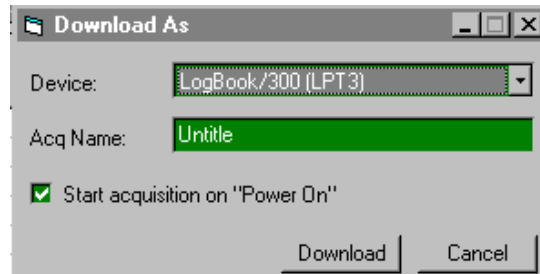 Download As
Device: LogBook/300 (LPT3)
Acq Name: Untitle
Start acquisition on "Power On"
Download Cancel